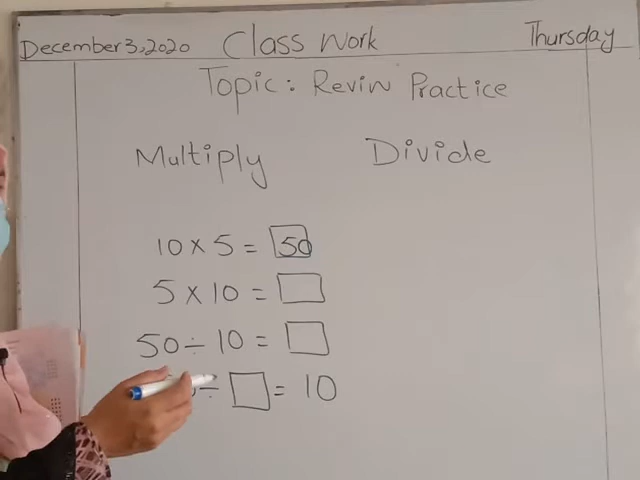 December 3, 2020 Class Work Thursday
Topic: Reviw Practice
Multiply Divide
10 × 5 = 50
5 × 10 =
50 ÷ 10 =
÷ = 10